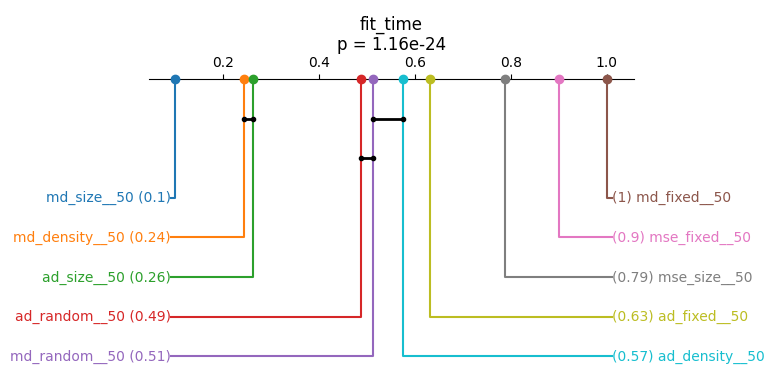 fit_time
p = 1.16e-24
0.2 0.4 0.6 0.8 1.0
md_size__50 (0.1) (1) md_fixed__50
md_density__50 (0.24) (0.9) mse_fixed__50
ad_size__50 (0.26) (0.79) mse_size__50
ad_random__50 (0.49) (0.63) ad_fixed__50
md_random__50 (0.51) (0.57) ad_density__50